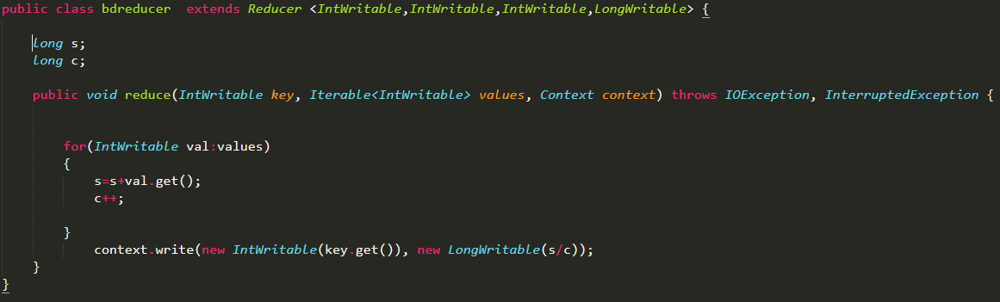 public class bdreducer  extends Reducer <IntWritable,IntWritable,IntWritable,LongWritable> {
long s;
long c;
public void reduce(IntWritable key, Iterable<IntWritable> values, Context context) throws IOException, InterruptedException {
for(IntWritable val:values)
{
s=s+val.get();
c++;
}
context.write(new IntWritable(key.get()), new LongWritable(s/c));
}
}